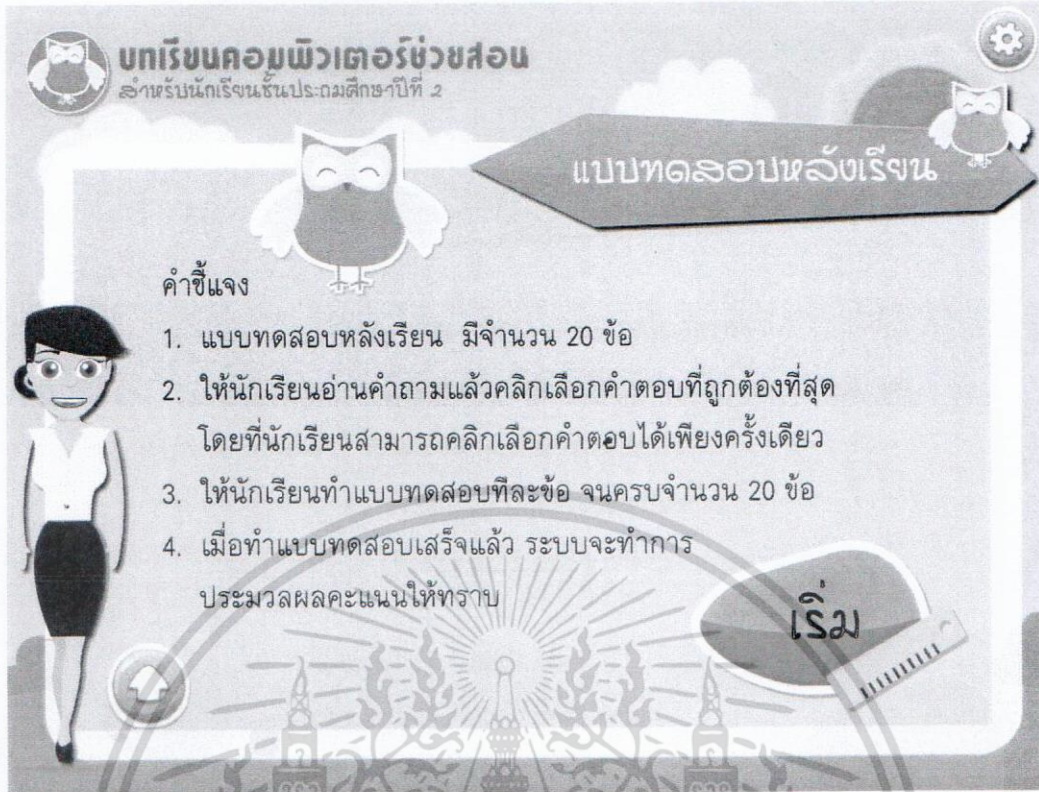 บทเรียนคอมพิวเตอร์ช่วยสอน
สำหรับนักเรียนชั้นประถมศึกษาปีที่ 2
แบบทดสอบหลังเรียน
คำชี้แจง
1. แบบทดสอบหลังเรียน มีจำนวน 20 ข้อ
2. ให้นักเรียนอ่านคำถามแล้วคลิกเลือกคำตอบที่ถูกต้องที่สุด
โดยที่นักเรียนสามารถคลิกเลือกคำตอบได้เพียงครั้งเดียว
3. ให้นักเรียนทำแบบทดสอบทีละข้อ จนครบจำนวน 20 ข้อ
4. เมื่อทำแบบทดสอบเสร็จแล้ว ระบบจะทำการ
ประมวลผลคะแนนให้ทราบ
เริ่ม